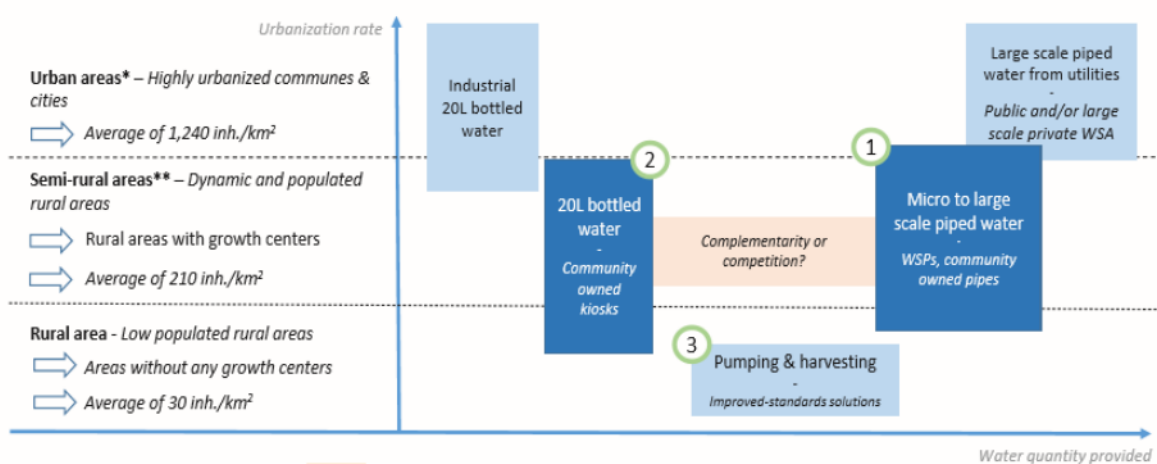 Urbanization rate
Urban areas* – Highly urbanized communes &
cities
Average of 1,240 inh./km²
Semi-rural areas** – Dynamic and populated
rural areas
Rural areas with growth centers
Average of 210 inh./km²
Rural area - Low populated rural areas
Areas without any growth centers
Average of 30 inh./km²
Industrial
20L bottled
water
Large scale piped
water from utilities
-
Public and/or large
scale private WSA
2
20L bottled
water
-
Community
owned
kiosks
Complementarity or
competition?
1
Micro to large
scale piped water
-
WSPs, community
owned pipes
3
Pumping & harvesting
-
Improved-standards solutions
Water quantity provided